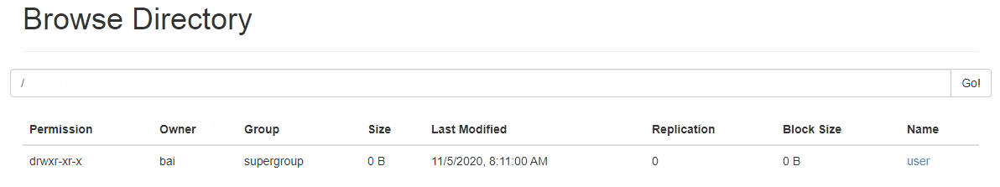 Browse Directory
/
Go!
Permission Owner Group Size Last Modified Replication Block Size Name
drwxr-xr-x bai supergroup 0 B 11/5/2020, 8:11:00 AM 0 0 B user